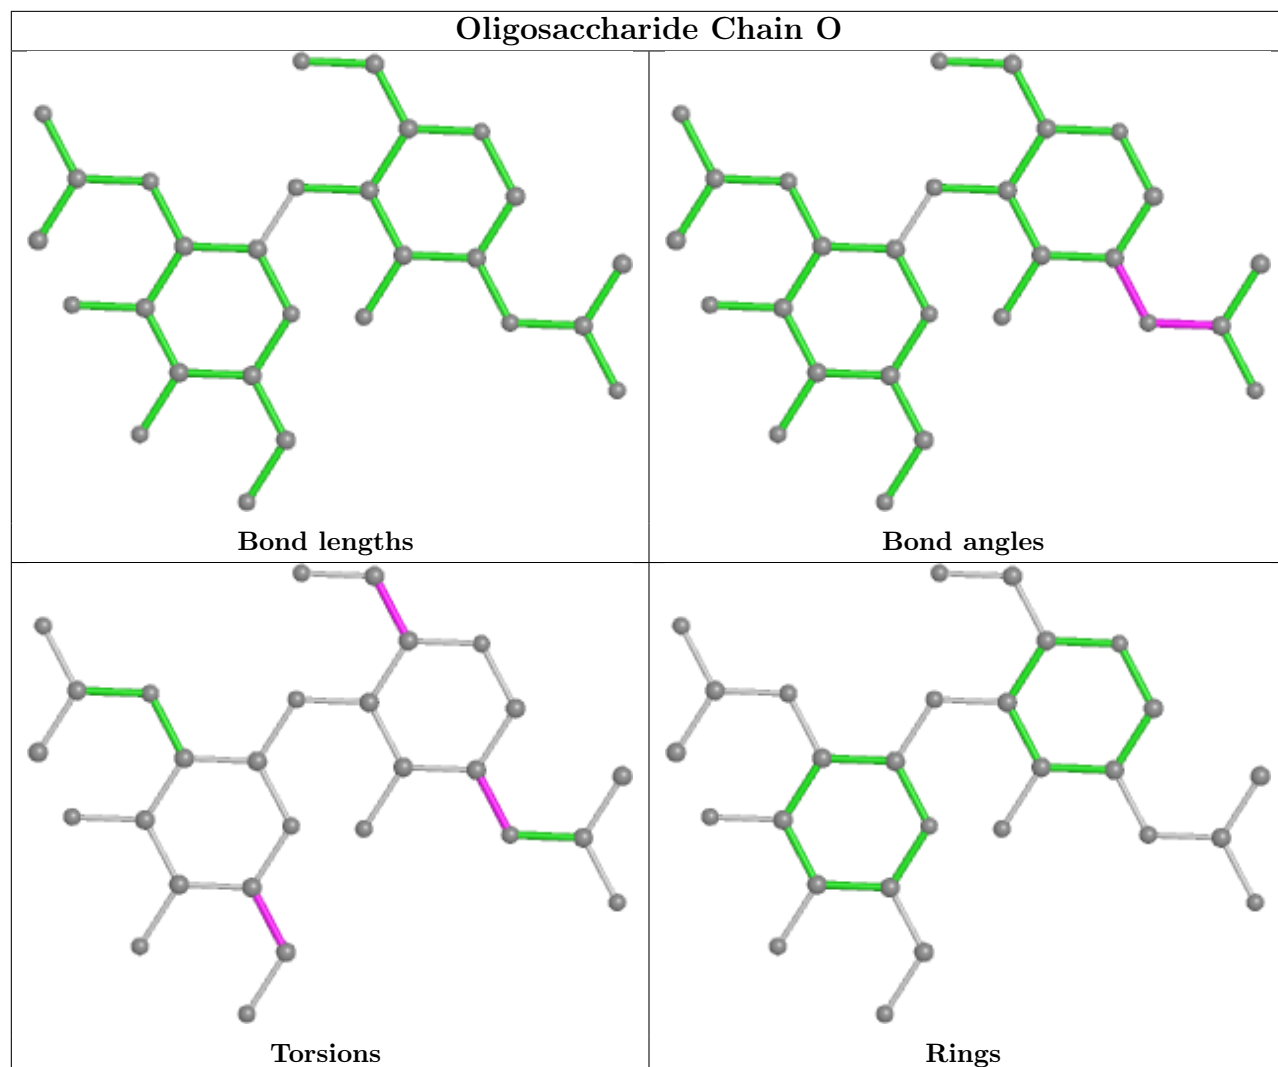 Oligosaccharide Chain O
Bond lengths
Bond angles
Torsions
Rings